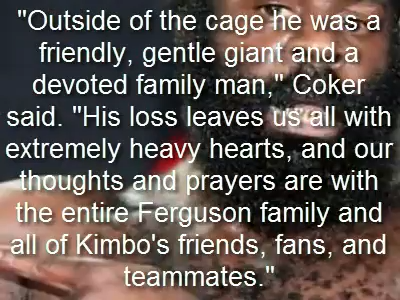 "Outside of the cage he was a
friendly, gentle giant and a
devoted family man," Coker
said. "His loss leaves us all with
extremely heavy hearts, and our
thoughts and prayers are with
the entire Ferguson family and
all of Kimbo's friends, fans, and
teammates."